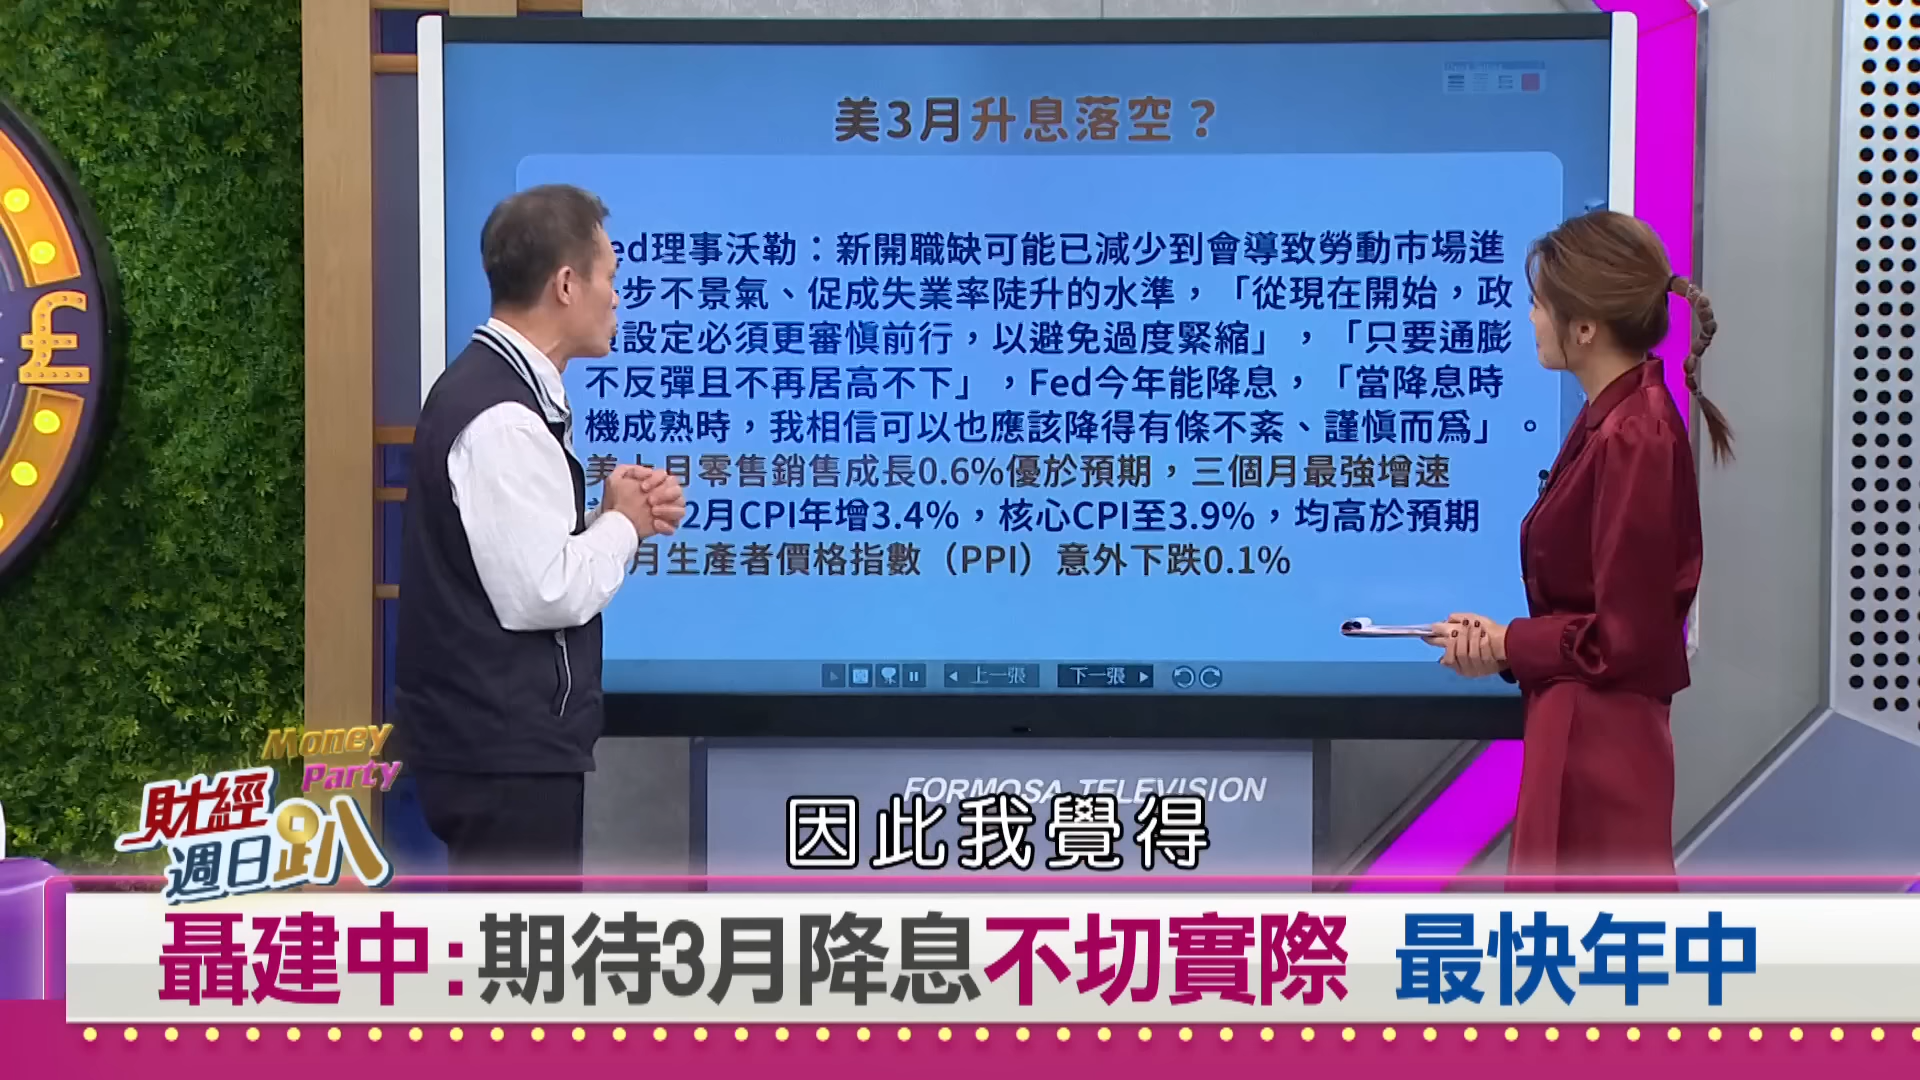 美3月升息落空？
ed理事沃勒：新開職缺可能已減少到會導致勞動市場進
步不景氣、促成失業率陡升的水準，「從現在開始，政
設定必須更審慎前行，以避免過度緊縮」，「只要通膨
不反彈且不再居高不下」，Fed今年能降息，「當降息時
機成熟時，我相信可以也應該降得有條不紊、謹慎而為」。
美上月零售銷售成長0.6%優於預期，三個月最強增速
2月CPI年增3.4%，核心CPI至3.9%，均高於預期
月生產者價格指數（PPI）意外下跌0.1%
上一張 下一張
£
FORMOSA TELEVISION
Money
Party
財經
週日趴
因此我覺得
聶建中：期待3月降息不切實際 最快年中